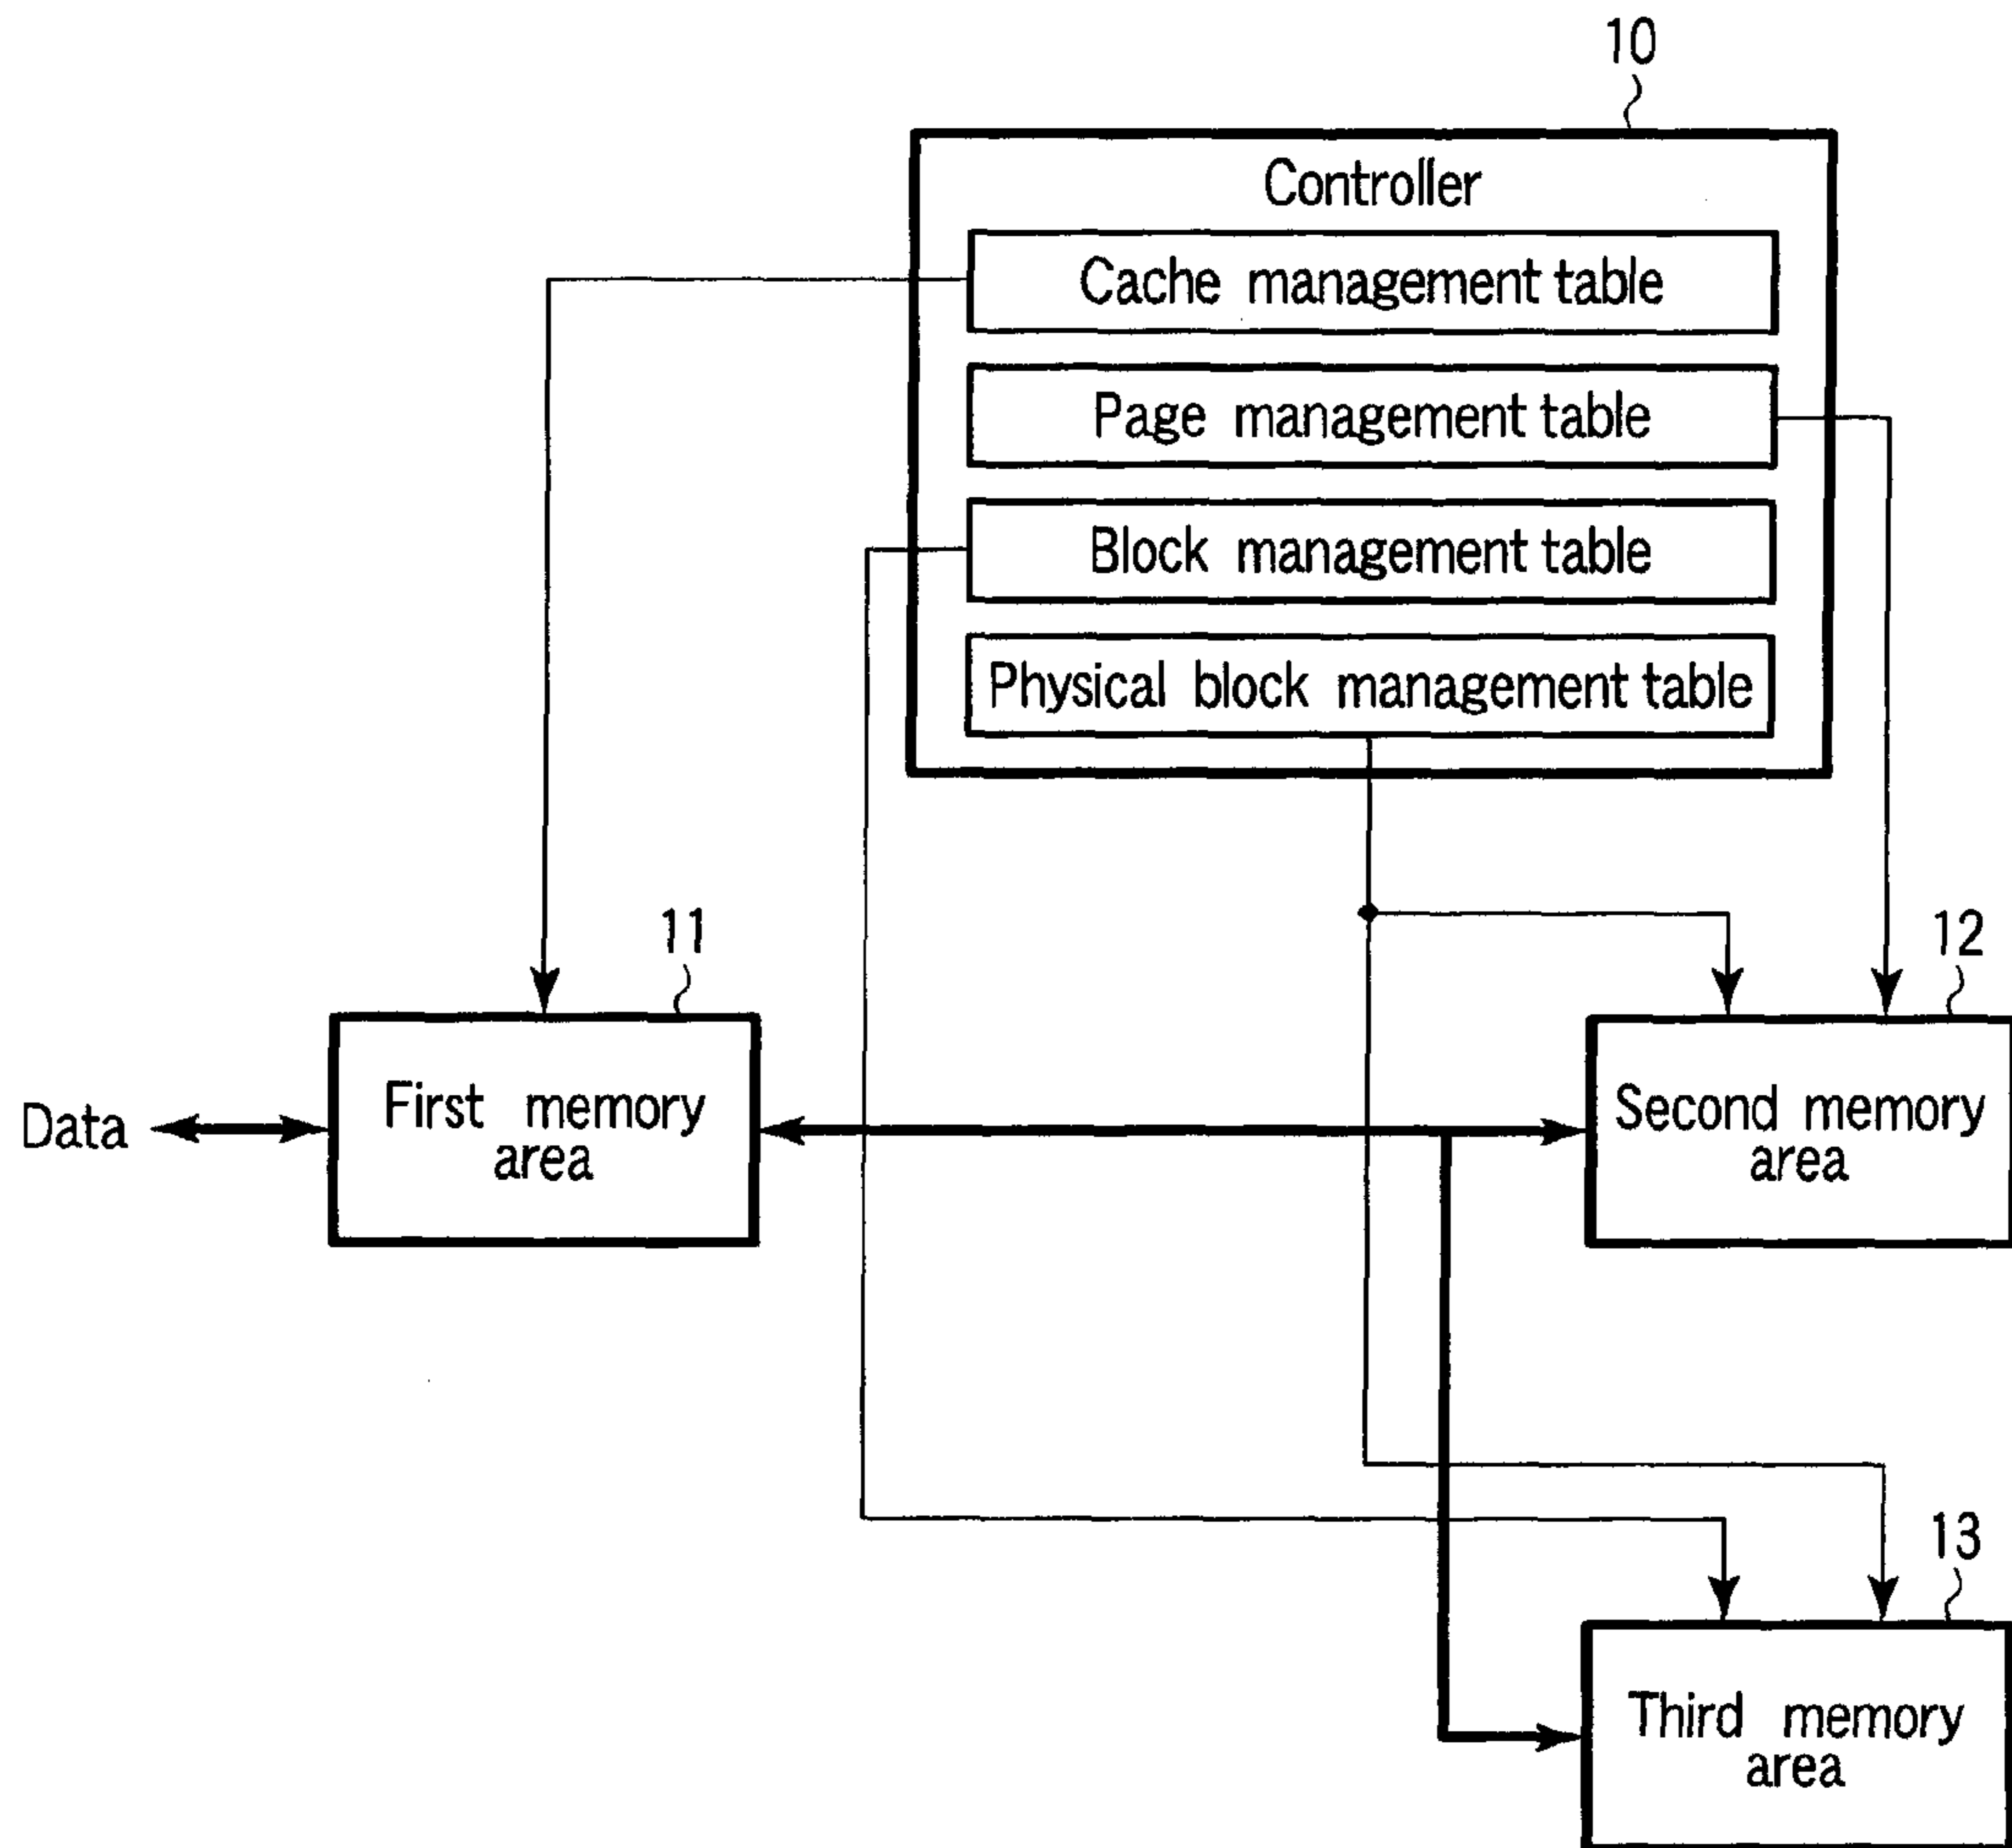 10
Controller
Cache management table
Page management table
Block management table
Physical block management table
11
12
Data
First memory
area
Second memory
area
13
Third memory
area